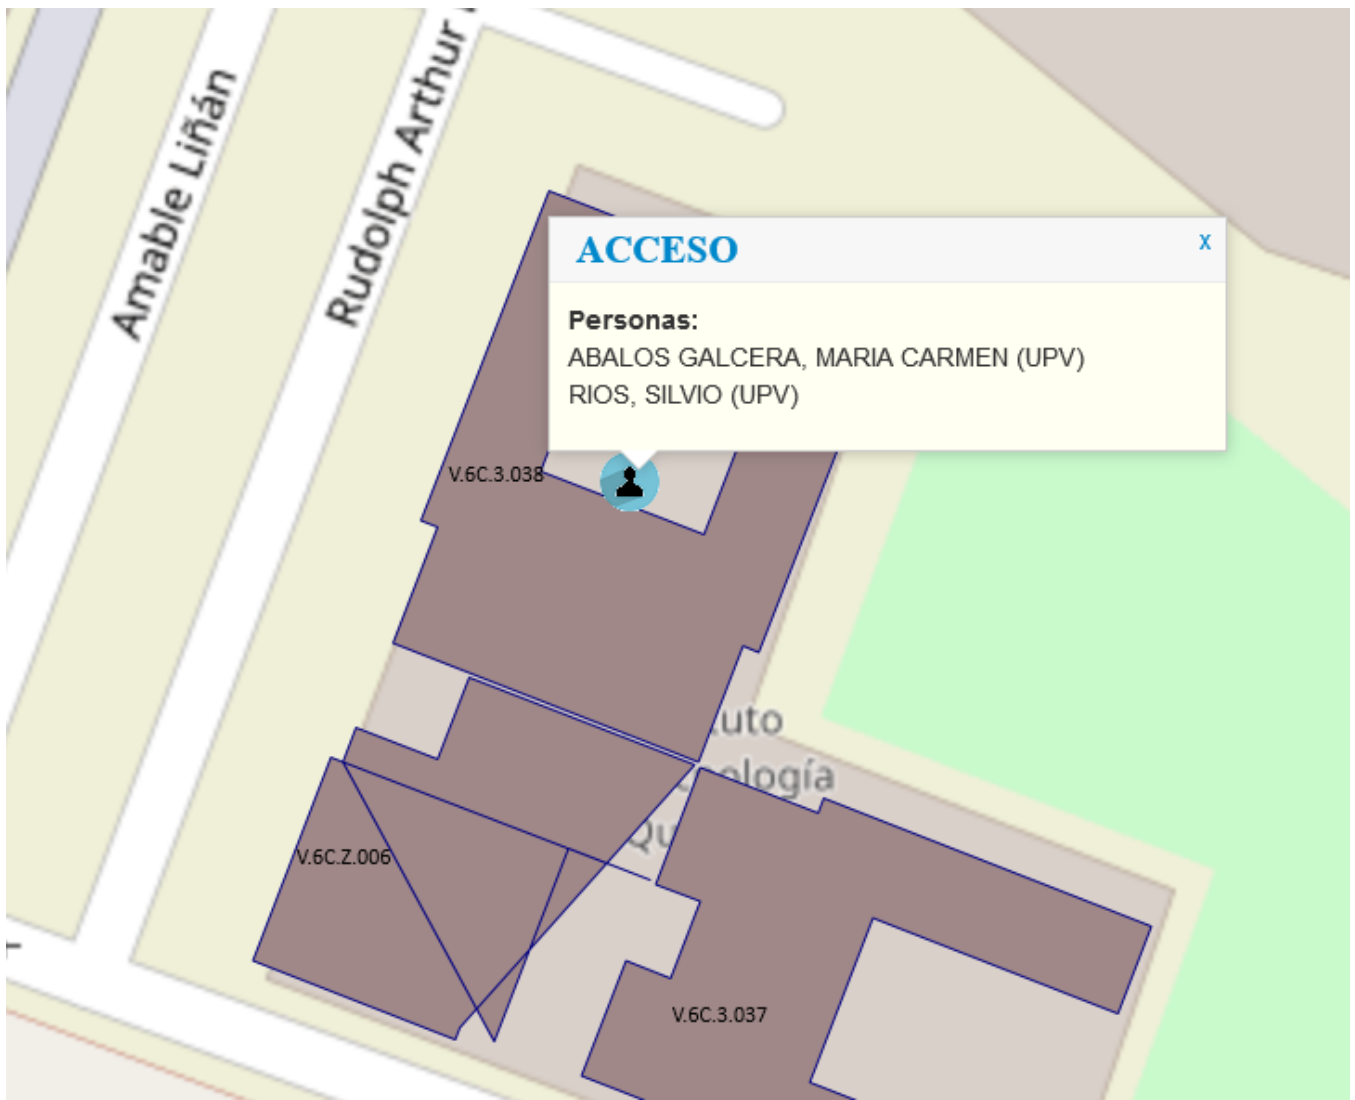 Amable Liñán
Rudolph Arthur
ACCESO
x
Personas:
ABALOS GALCERA, MARIA CARMEN (UPV)
RIOS, SILVIO (UPV)
V.6C.3.038
V.6C.Z.006
V.6C.3.037